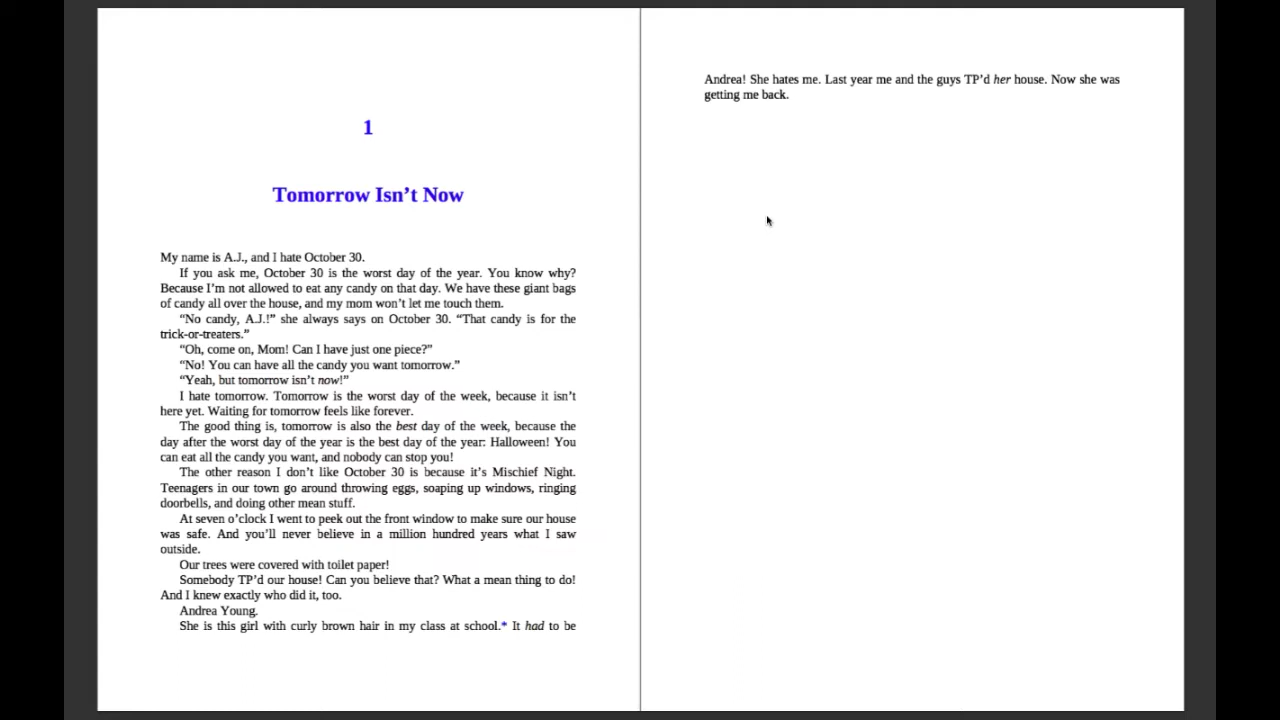 1
Tomorrow Isn’t Now
My name is A.J., and I hate October 30.
If you ask me, October 30 is the worst day of the year. You know why?
Because I’m not allowed to eat any candy on that day. We have these giant bags
of candy all over the house, and my mom won’t let me touch them.
“No candy, A.J.!” she always says on October 30. “That candy is for the
trick-or-treaters.”
“Oh, come on, Mom! Can I have just one piece?”
“No! You can have all the candy you want tomorrow.”
“Yeah, but tomorrow isn’t now!”
I hate tomorrow. Tomorrow is the worst day of the week, because it isn’t
here yet. Waiting for tomorrow feels like forever.
The good thing is, tomorrow is also the best day of the week, because the
day after the worst day of the year is the best day of the year: Halloween! You
can eat all the candy you want, and nobody can stop you!
The other reason I don’t like October 30 is because it’s Mischief Night.
Teenagers in our town go around throwing eggs, soaping up windows, ringing
doorbells, and doing other mean stuff.
At seven o’clock I went to peek out the front window to make sure our house
was safe. And you’ll never believe in a million hundred years what I saw
outside.
Our trees were covered with toilet paper!
Somebody TP’d our house! Can you believe that? What a mean thing to do!
And I knew exactly who did it, too.
Andrea Young.
She is this girl with curly brown hair in my class at school.* It had to be
Andrea! She hates me. Last year me and the guys TP’d her house. Now she was
getting me back.